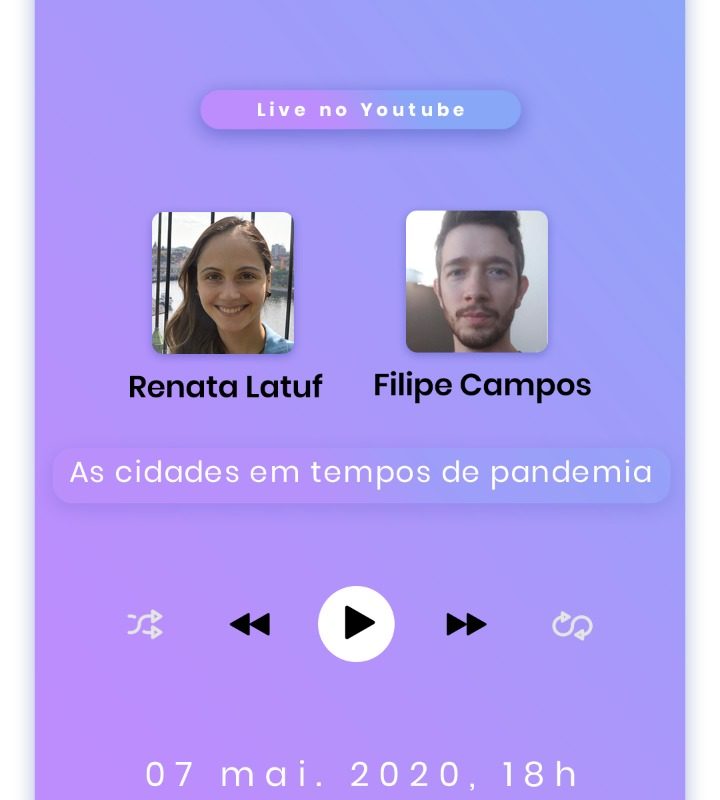 Live no Youtube
Renata Latuf
Filipe Campos
As cidades em tempos de pandemia
07 mai. 2020, 18h